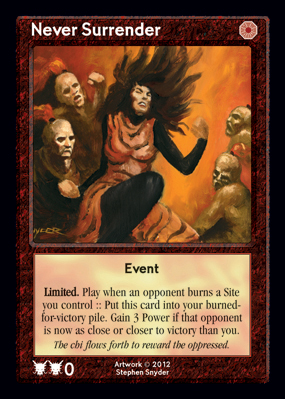 Never Surrender
Event
Limited. Play when an opponent burns a Site
you control :: Put this card into your burned-
for-victory pile. Gain 3 Power if that opponent
is now as close or closer to victory than you.
The chi flows forth to reward the oppressed.
0
Artwork © 2012
Stephen Snyder